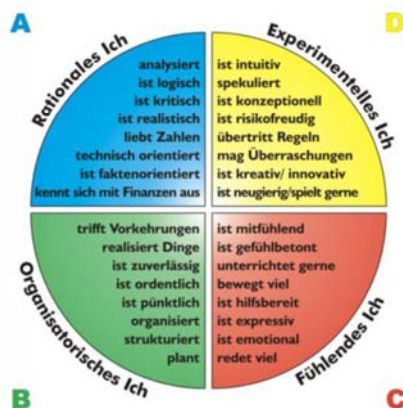 A
D
Rationales Ich
Experimentelles Ich
analysiert
ist logisch
ist kritisch
ist realistisch
liebt Zahlen
technisch orientiert
ist faktenorientiert
kennt sich mit Finanzen aus
ist intuitiv
spekuliert
ist konzeptionell
ist risikofreudig
übertritt Regeln
mag Überraschungen
ist kreativ/ innovativ
ist neugierig/spielt gerne
trifft Vorkehrungen
realisiert Dinge
ist zuverlässig
ist ordentlich
ist pünktlich
organisiert
strukturiert
plant
ist mitfühlend
ist gefühlbetont
unterrichtet gerne
bewegt viel
ist hilfsbereit
ist expressiv
ist emotional
redet viel
Organisatorisches Ich
Fühlendes Ich
B
C